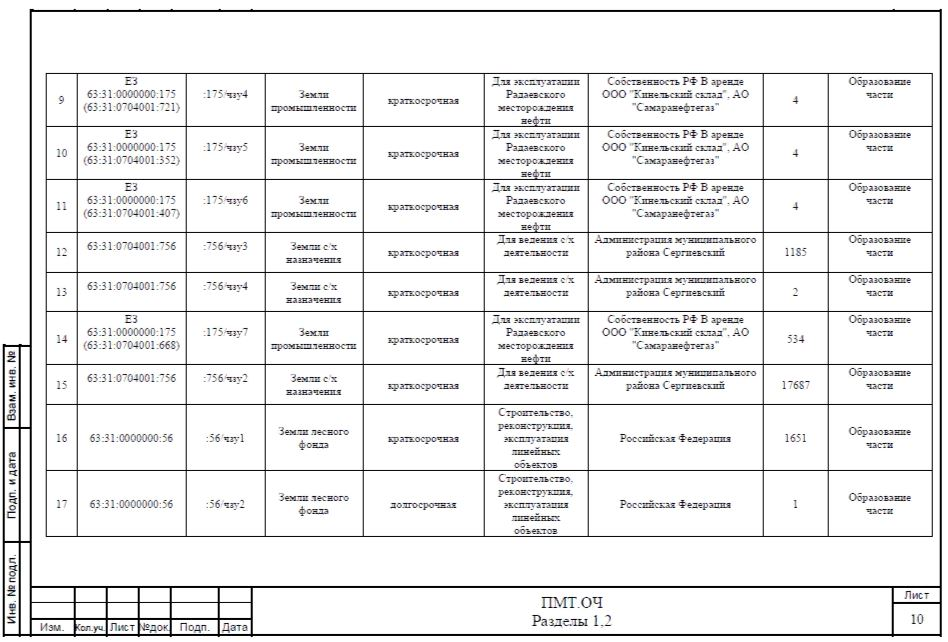 9
ЕЗ
63:31:0000000:175
(63:31:0704001:721)
:175/чзу4
Земли
промышленности
краткосрочная
Для эксплуатации
Радаевского
месторождения
нефти
Собственность РФ В аренде
ООО "Кинельский склад", АО
"Самаранефтегаз"
4
Образование
части
10
ЕЗ
63:31:0000000:175
(63:31:0704001:352)
:175/чзу5
Земли
промышленности
краткосрочная
Для эксплуатации
Радаевского
месторождения
нефти
Собственность РФ В аренде
ООО "Кинельский склад", АО
"Самаранефтегаз"
4
Образование
части
11
ЕЗ
63:31:0000000:175
(63:31:0704001:407)
:175/чзу6
Земли
промышленности
краткосрочная
Для эксплуатации
Радаевского
месторождения
нефти
Собственность РФ В аренде
ООО "Кинельский склад", АО
"Самаранефтегаз"
4
Образование
части
12
63:31:0704001:756
:756/чзу3
Земли с/х
назначения
краткосрочная
Для ведения с/х
деятельности
Администрация муниципального
района Сергиевский
1185
Образование
части
13
63:31:0704001:756
:756/чзу4
Земли с/х
назначения
краткосрочная
Для ведения с/х
деятельности
Администрация муниципального
района Сергиевский
2
Образование
части
14
ЕЗ
63:31:0000000:175
(63:31:0704001:668)
:175/чзу7
Земли
промышленности
краткосрочная
Для эксплуатации
Радаевского
месторождения
нефти
Собственность РФ В аренде
ООО "Кинельский склад", АО
"Самаранефтегаз"
534
Образование
части
15
63:31:0704001:756
:756/чзу2
Земли с/х
назначения
краткосрочная
Для ведения с/х
деятельности
Администрация муниципального
района Сергиевский
17687
Образование
части
16
63:31:0000000:56
:56/чзу1
Земли лесного
фонда
краткосрочная
Строительство,
реконструкция,
эксплуатация
линейных
объектов
Российская Федерация
1651
Образование
части
17
63:31:0000000:56
:56/чзу2
Земли лесного
фонда
долгосрочная
Строительство,
реконструкция,
эксплуатация
линейных
объектов
Российская Федерация
1
Образование
части
Взам. инв. №
Подп. и дата
Инв. № подл.
Изм.
Кол.уч.
Лист
№док
Подп.
Дата
ПМТ.ОЧ
Разделы 1,2
Лист
10